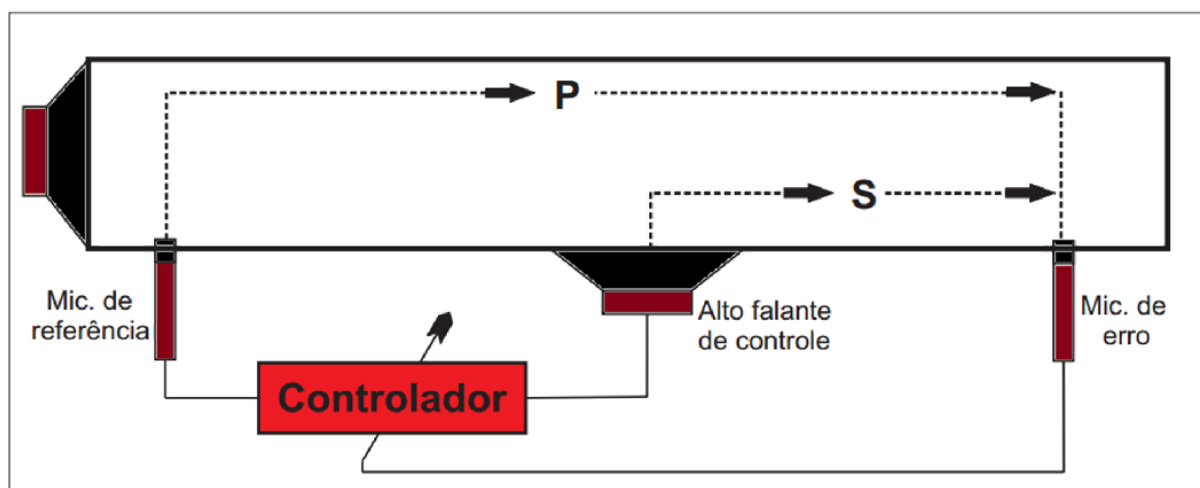 P
S
Mic. de
referência
Alto falante
de controle
Mic. de
erro
Controlador